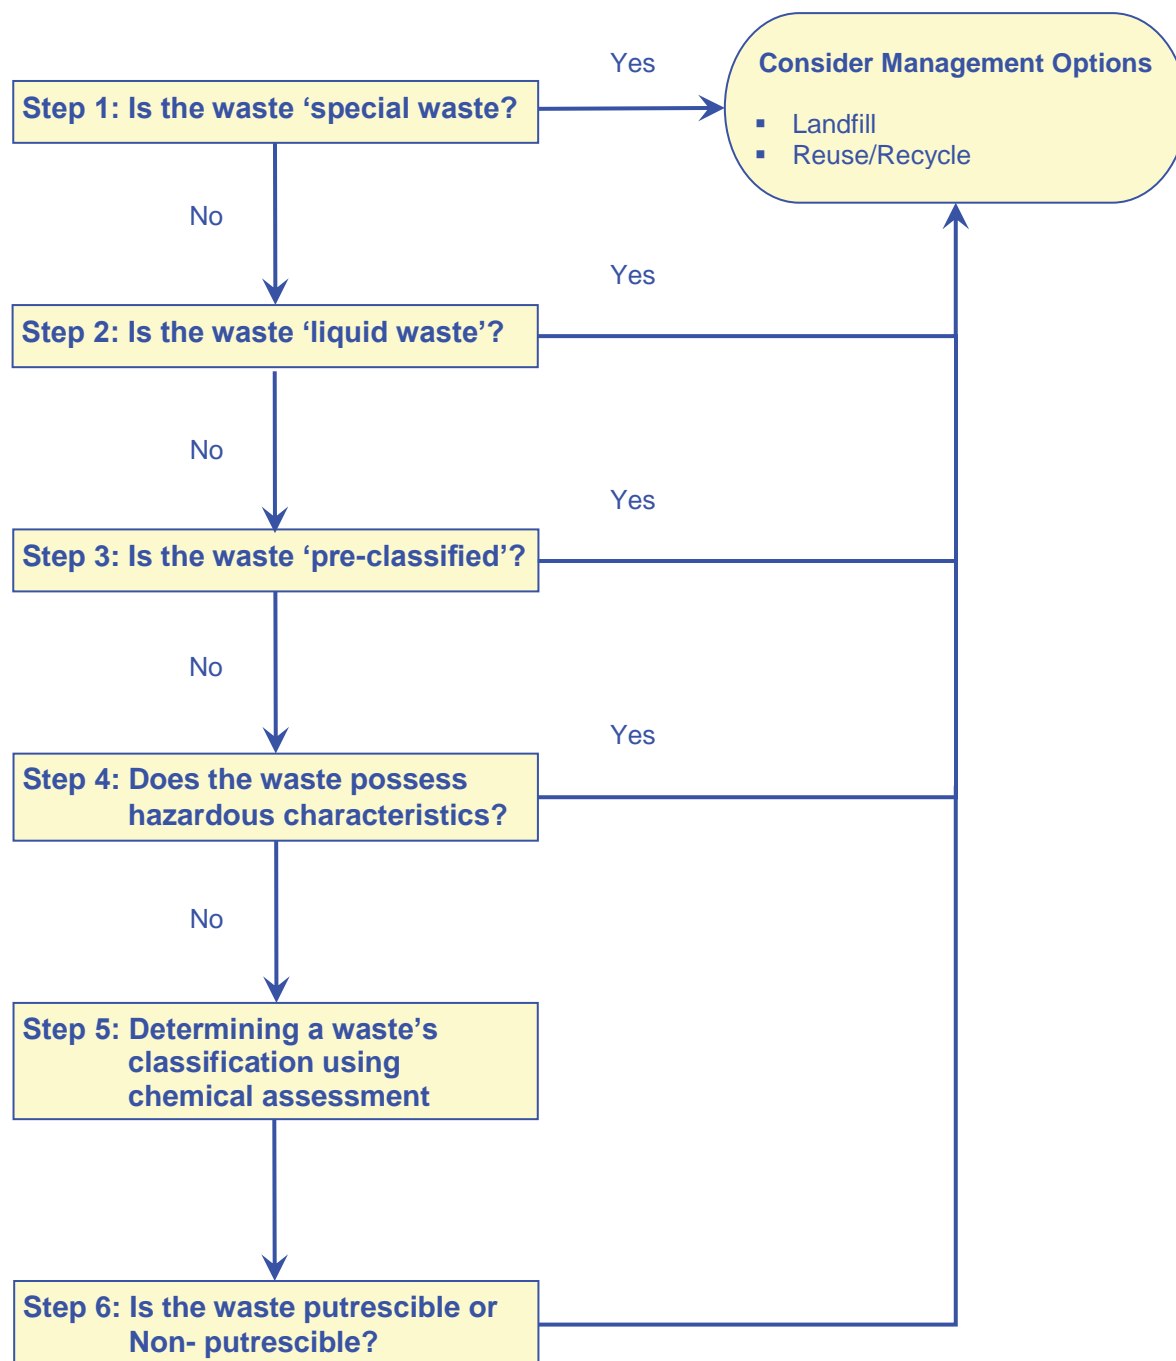 Yes
Consider Management Options
Step 1: Is the waste ‘special waste?
▪ Landfill
▪ Reuse/Recycle
No
Yes
Step 2: Is the waste ‘liquid waste’?
No
Yes
Step 3: Is the waste ‘pre-classified’?
No
Yes
Step 4: Does the waste possess
hazardous characteristics?
No
Step 5: Determining a waste’s
classification using
chemical assessment
Step 6: Is the waste putrescible or
Non- putrescible?